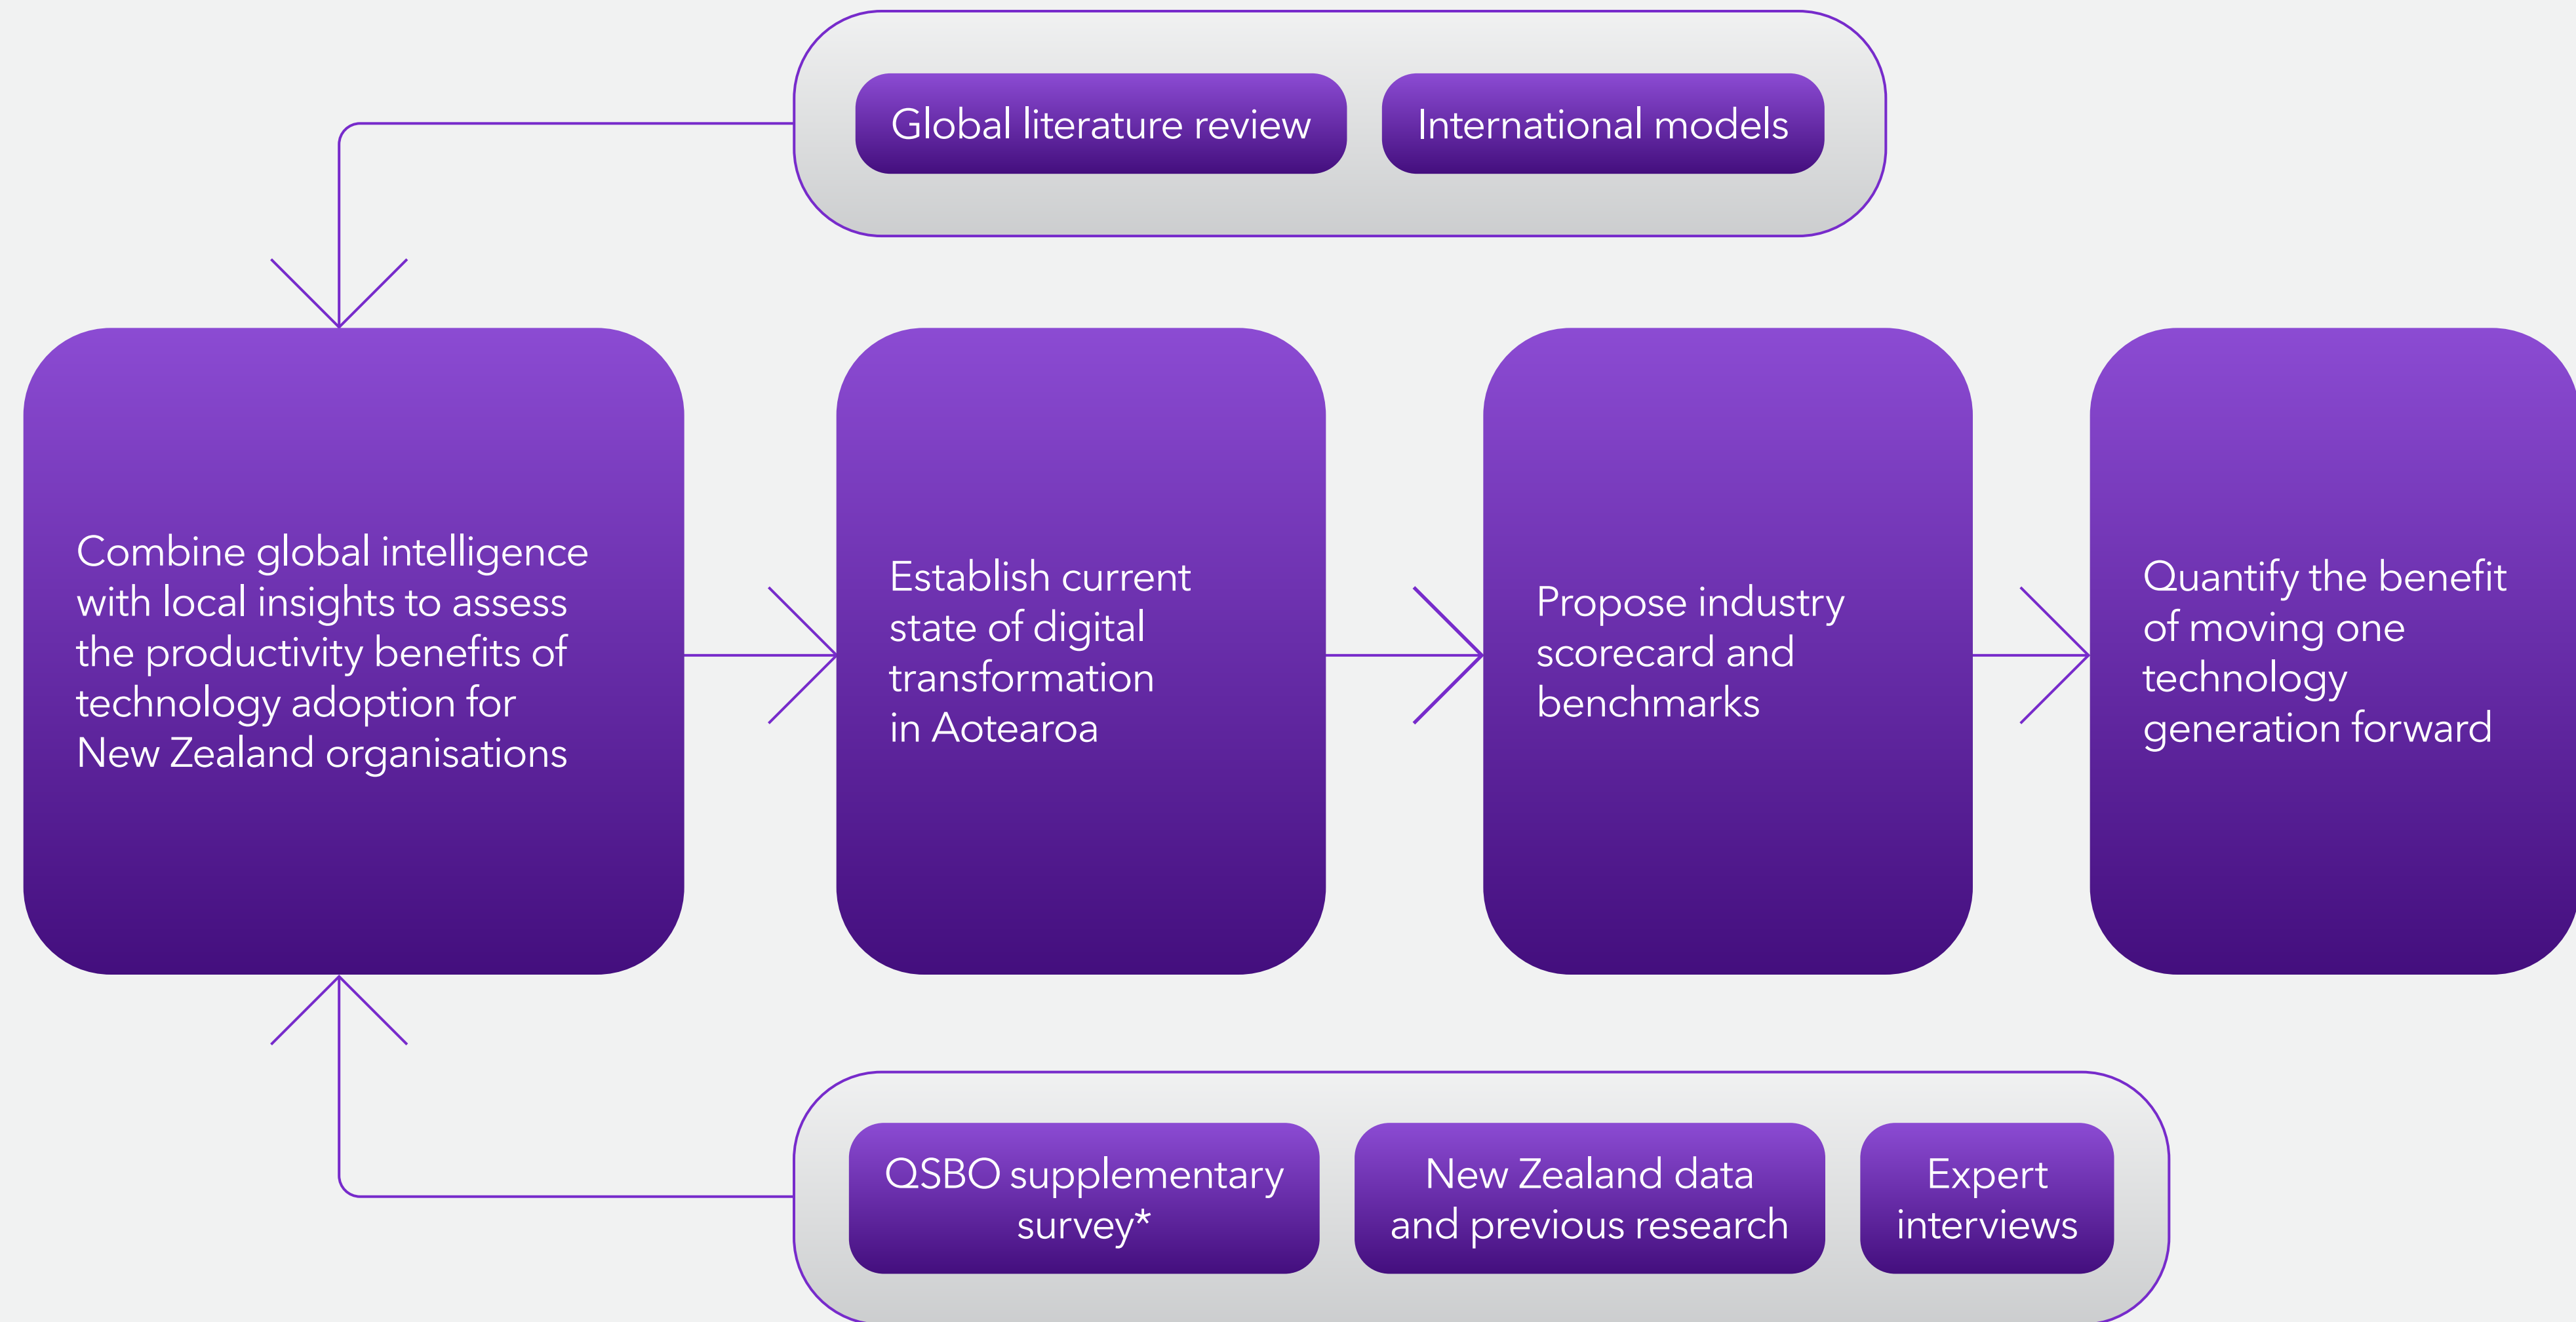 Global literature review
International models
Combine global intelligence
with local insights to assess
the productivity benefits of
technology adoption for
New Zealand organisations
Establish current
state of digital
transformation
in Aotearoa
Propose industry
scorecard and
benchmarks
Quantify the benefit
of moving one
technology
generation forward
QSBO supplementary
survey*
New Zealand data
and previous research
Expert
interviews